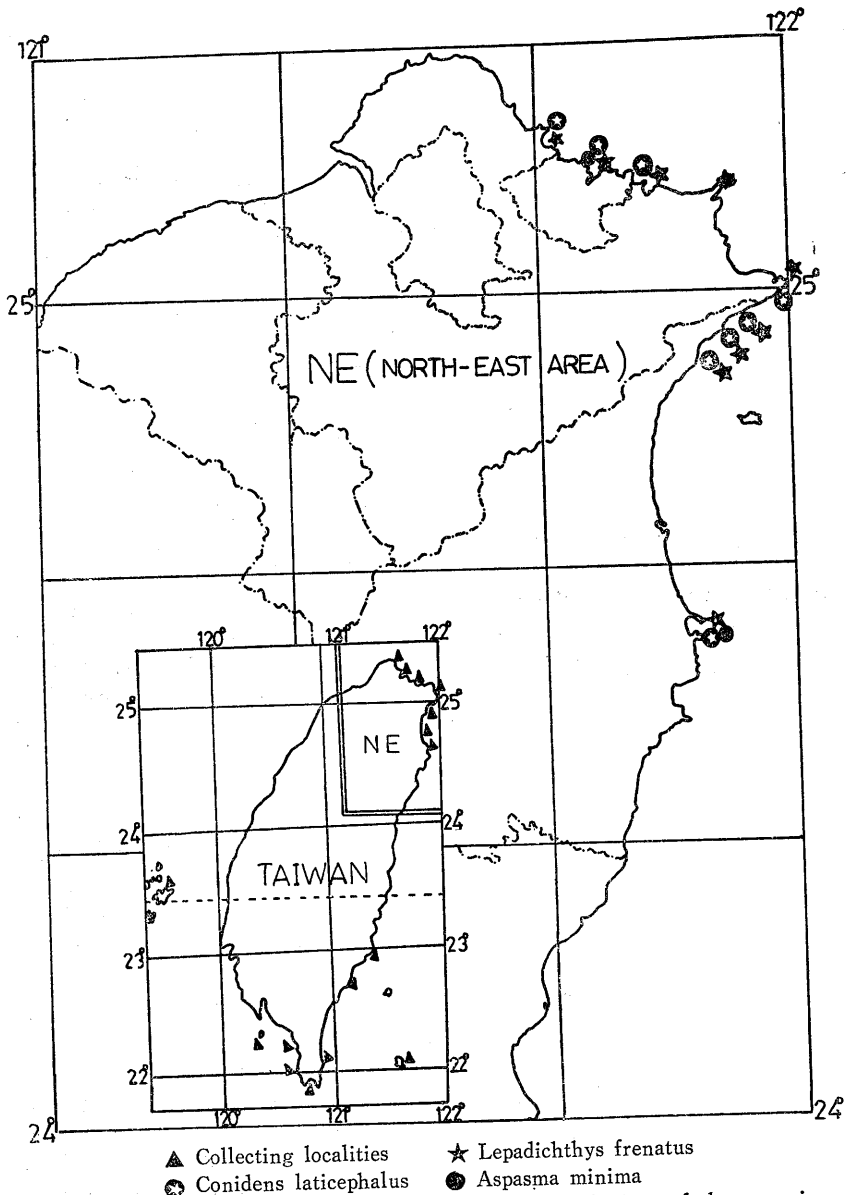 121° 122°
25° 25°
NE (NORTH-EAST AREA)
120° 121° 122°
25° 25°
NE
24° 24°
TAIWAN
23° 23°
22° 22°
120° 121° 122°
24° 24°
▲ Collecting localities ★ Lepadichthys frenatus
✪ Conidens laticephalus ● Aspasma minima